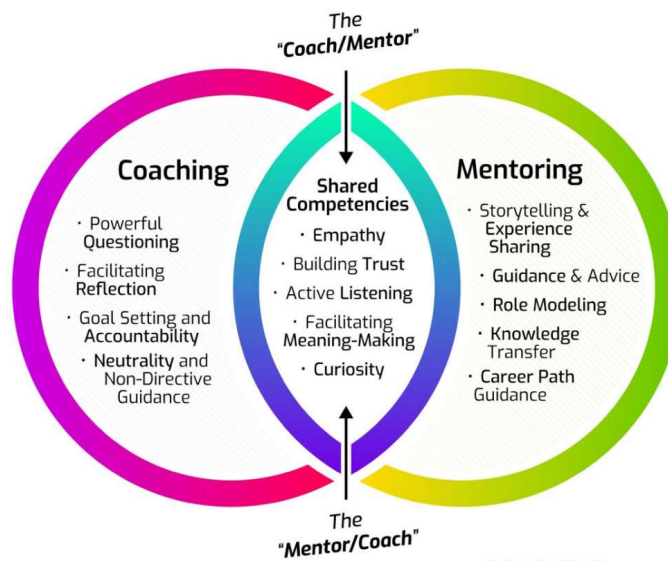 The
"Coach/Mentor"
Coaching
· Powerful
Questioning
· Facilitating
Reflection
· Goal Setting and
Accountability
· Neutrality and
Non-Directive
Guidance
Shared
Competencies
· Empathy
· Building Trust
· Active Listening
· Facilitating
Meaning-Making
· Curiosity
Mentoring
· Storytelling &
Experience
Sharing
· Guidance & Advice
· Role Modeling
· Knowledge
Transfer
· Career Path
Guidance
The
"Mentor/Coach"